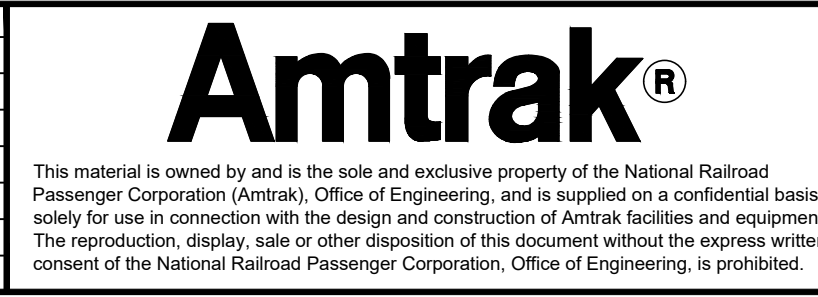 Amtrak®
This material is owned by and is the sole and exclusive property of the National Railroad
Passenger Corporation (Amtrak), Office of Engineering, and is supplied on a confidential basis
solely for use in connection with the design and construction of Amtrak facilities and equipmen
The reproduction, display, sale or other disposition of this document without the express writte
consent of the National Railroad Passenger Corporation, Office of Engineering, is prohibited.